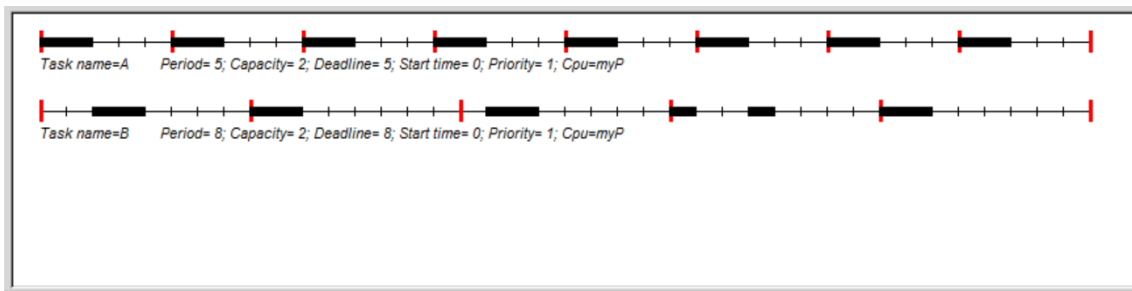 Task name=A Period= 5; Capacity= 2; Deadline= 5; Start time= 0; Priority= 1; Cpu=myP
Task name=B Period= 8; Capacity= 2; Deadline= 8; Start time= 0; Priority= 1; Cpu=myP